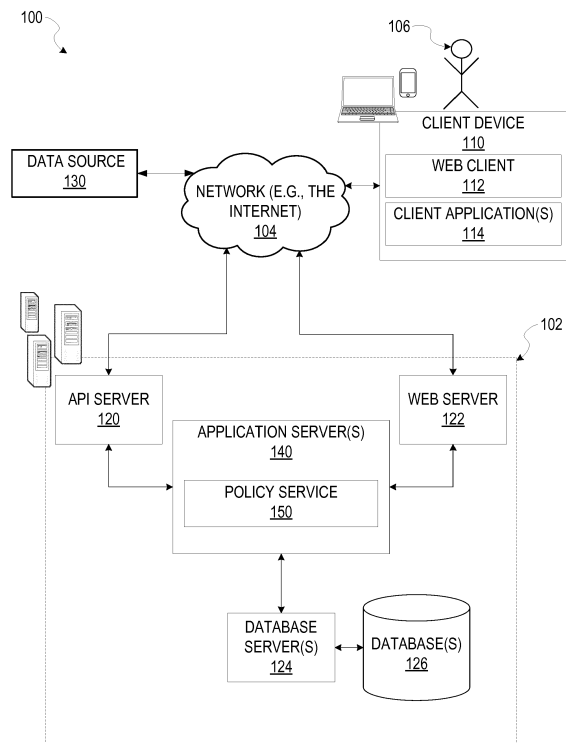 100
106
CLIENT DEVICE
110
WEB CLIENT
112
CLIENT APPLICATION(S)
114
DATA SOURCE
130
NETWORK (E.G., THE
INTERNET)
104
102
API SERVER
120
WEB SERVER
122
APPLICATION SERVER(S)
140
POLICY SERVICE
150
DATABASE
SERVER(S)
124
DATABASE(S)
126